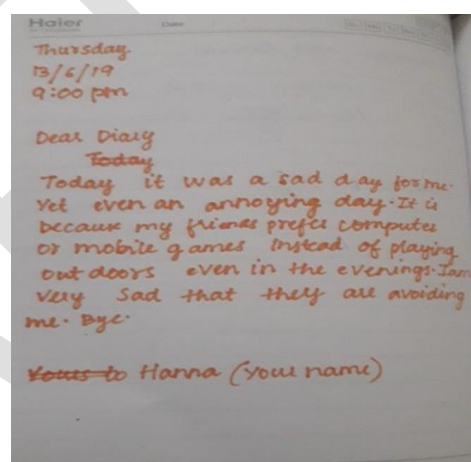 Haier
Date
Thursday.
13/6/19
9:00 pm
Dear Diary
Today
Today it was a sad day for me.
Yet even an annoying day. It is
because my friends prefer computer
or mobile games instead of playing
out doors even in the evenings. I am
very sad that they are avoiding
me. Bye.
Yours to Hanna (your name)